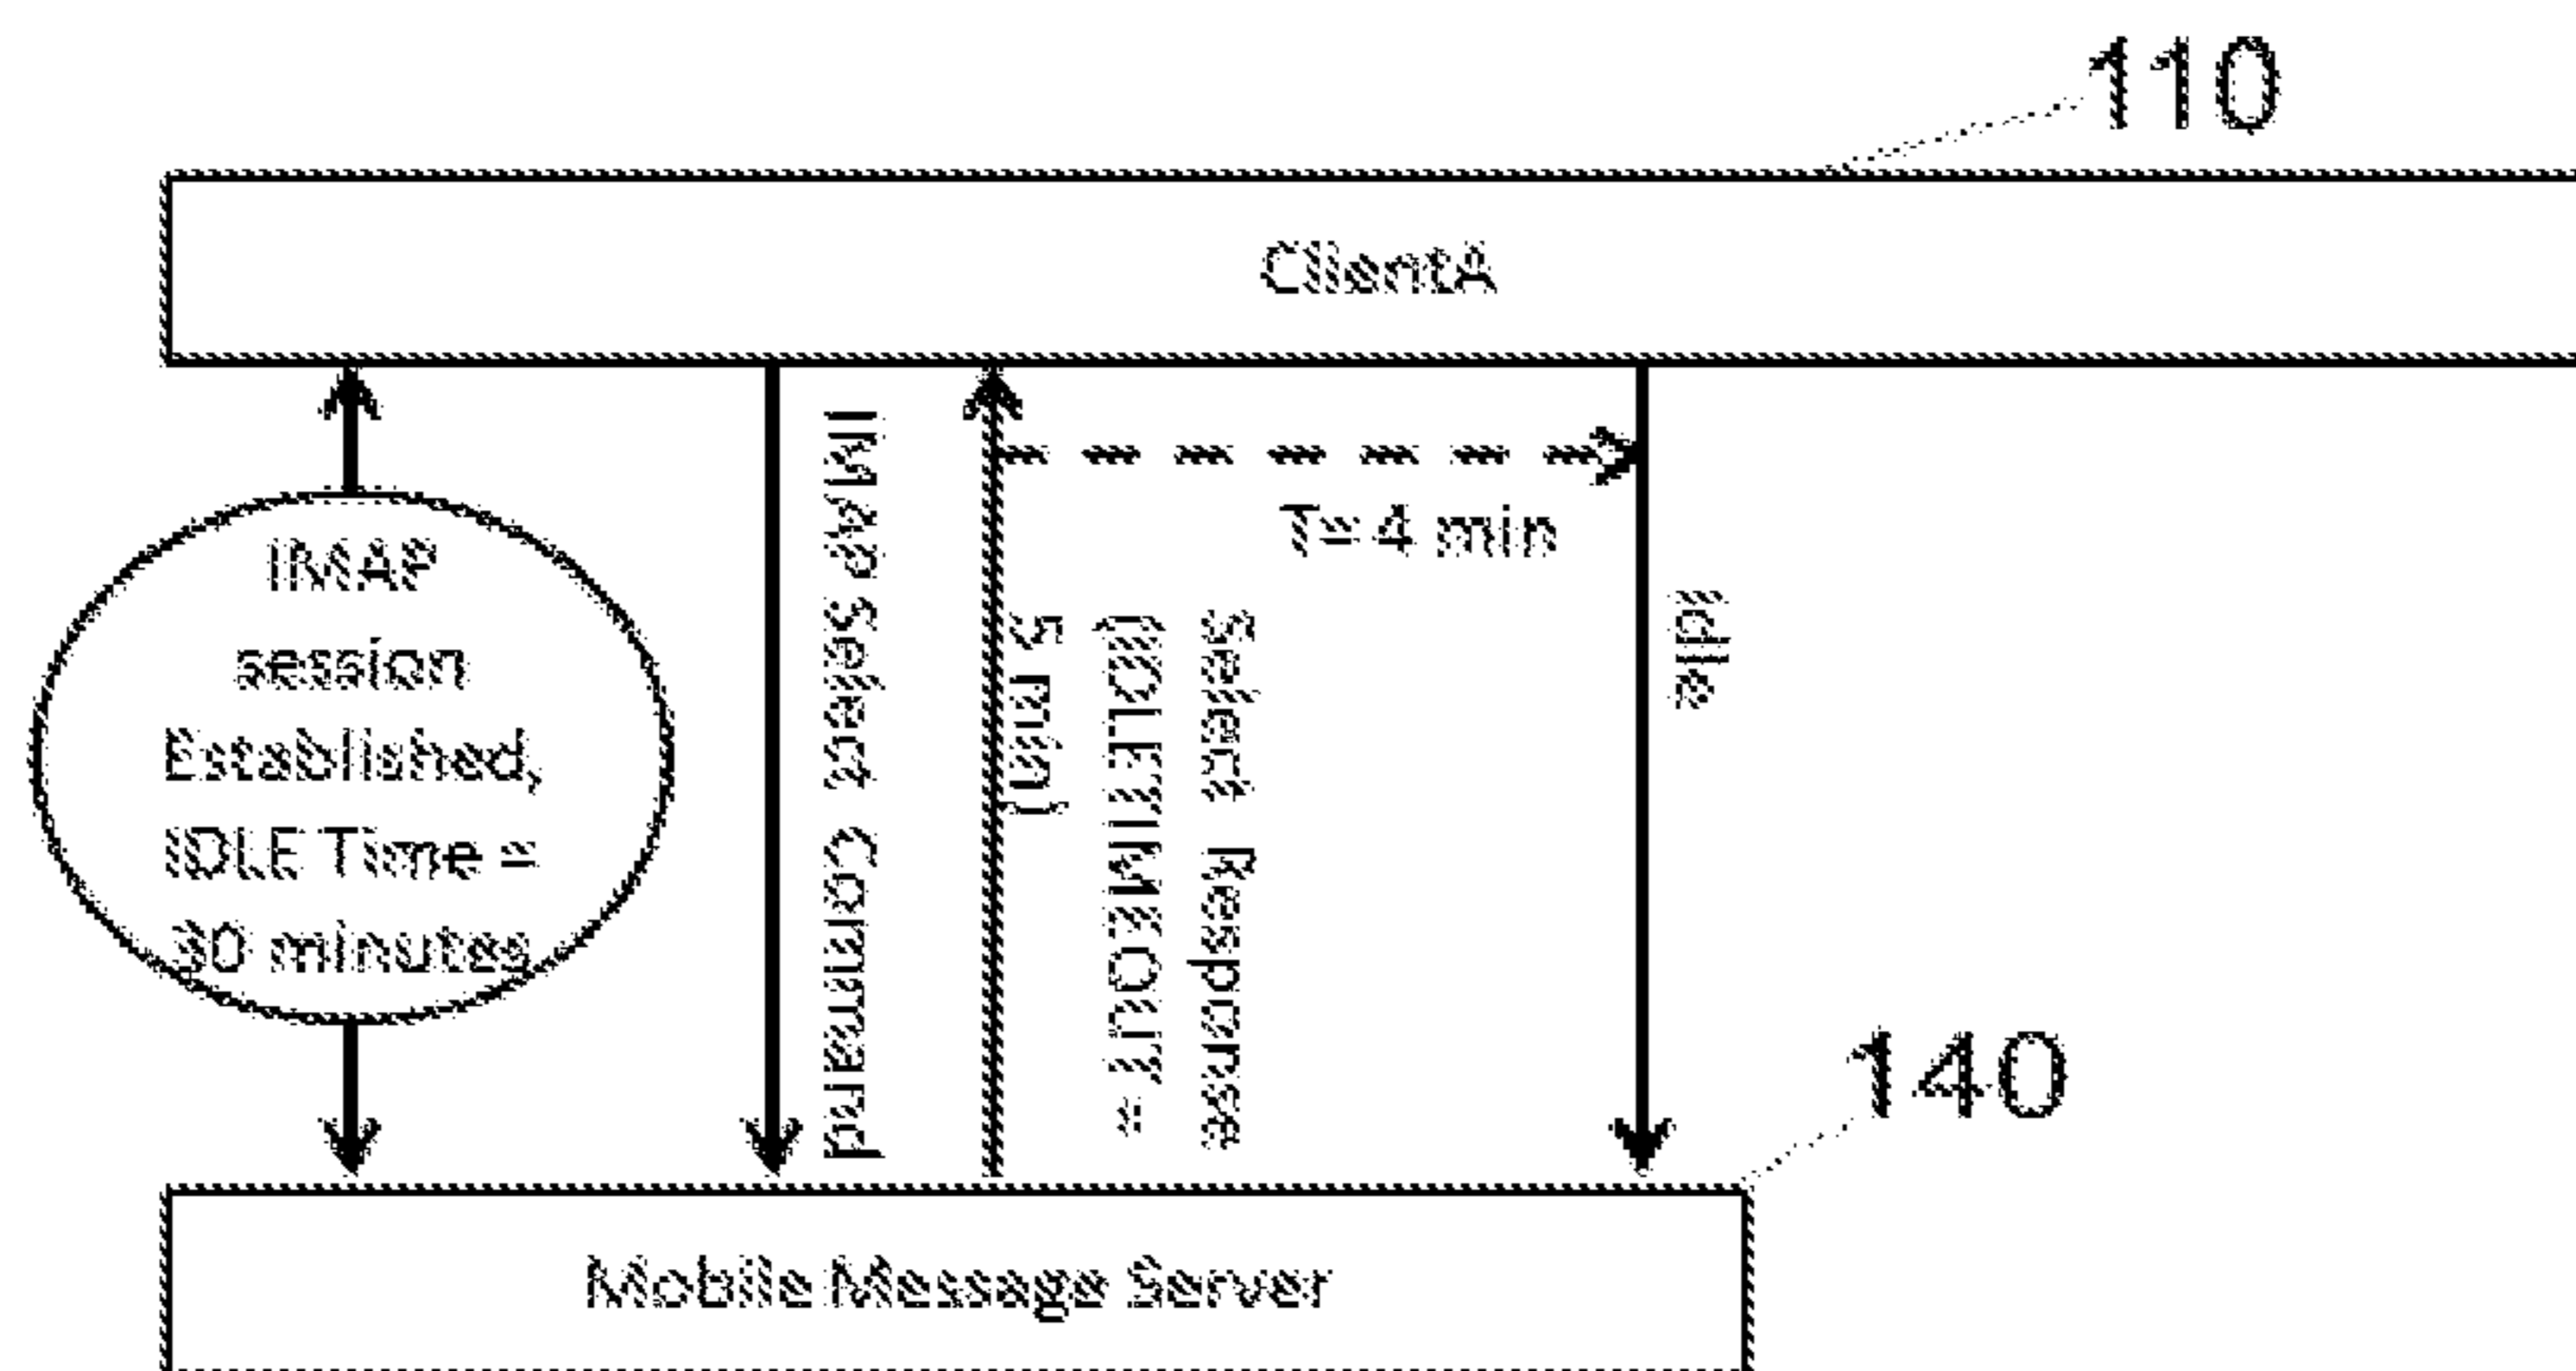 110
ClientA
IMAP
session
Established,
IDLE Time =
30 minutes
IMAP Select Command
Select Response
(IDLETIMEOUT =
5 min)
T= 4 min
Idle
140
Mobile Message Server